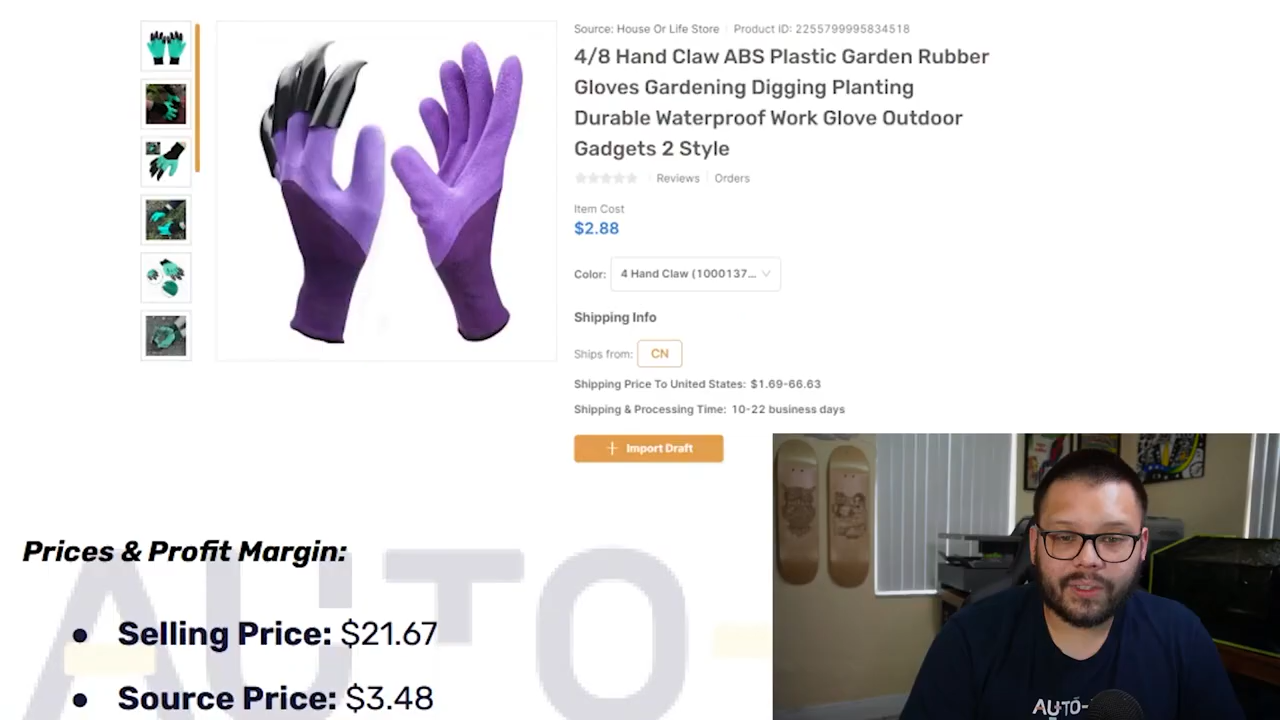 Source: House Or Life Store Product ID: 2255799995834518
4/8 Hand Claw ABS Plastic Garden Rubber
Gloves Gardening Digging Planting
Durable Waterproof Work Glove Outdoor
Gadgets 2 Style
Reviews Orders
Item Cost
$2.88
Color: 4 Hand Claw (1000137...
Shipping Info
Ships from: CN
Shipping Price To United States: $1.69-66.63
Shipping & Processing Time: 10-22 business days
+ Import Draft
Prices & Profit Margin:
AUTO-
• Selling Price: $21.67
• Source Price: $3.48
AUTO-